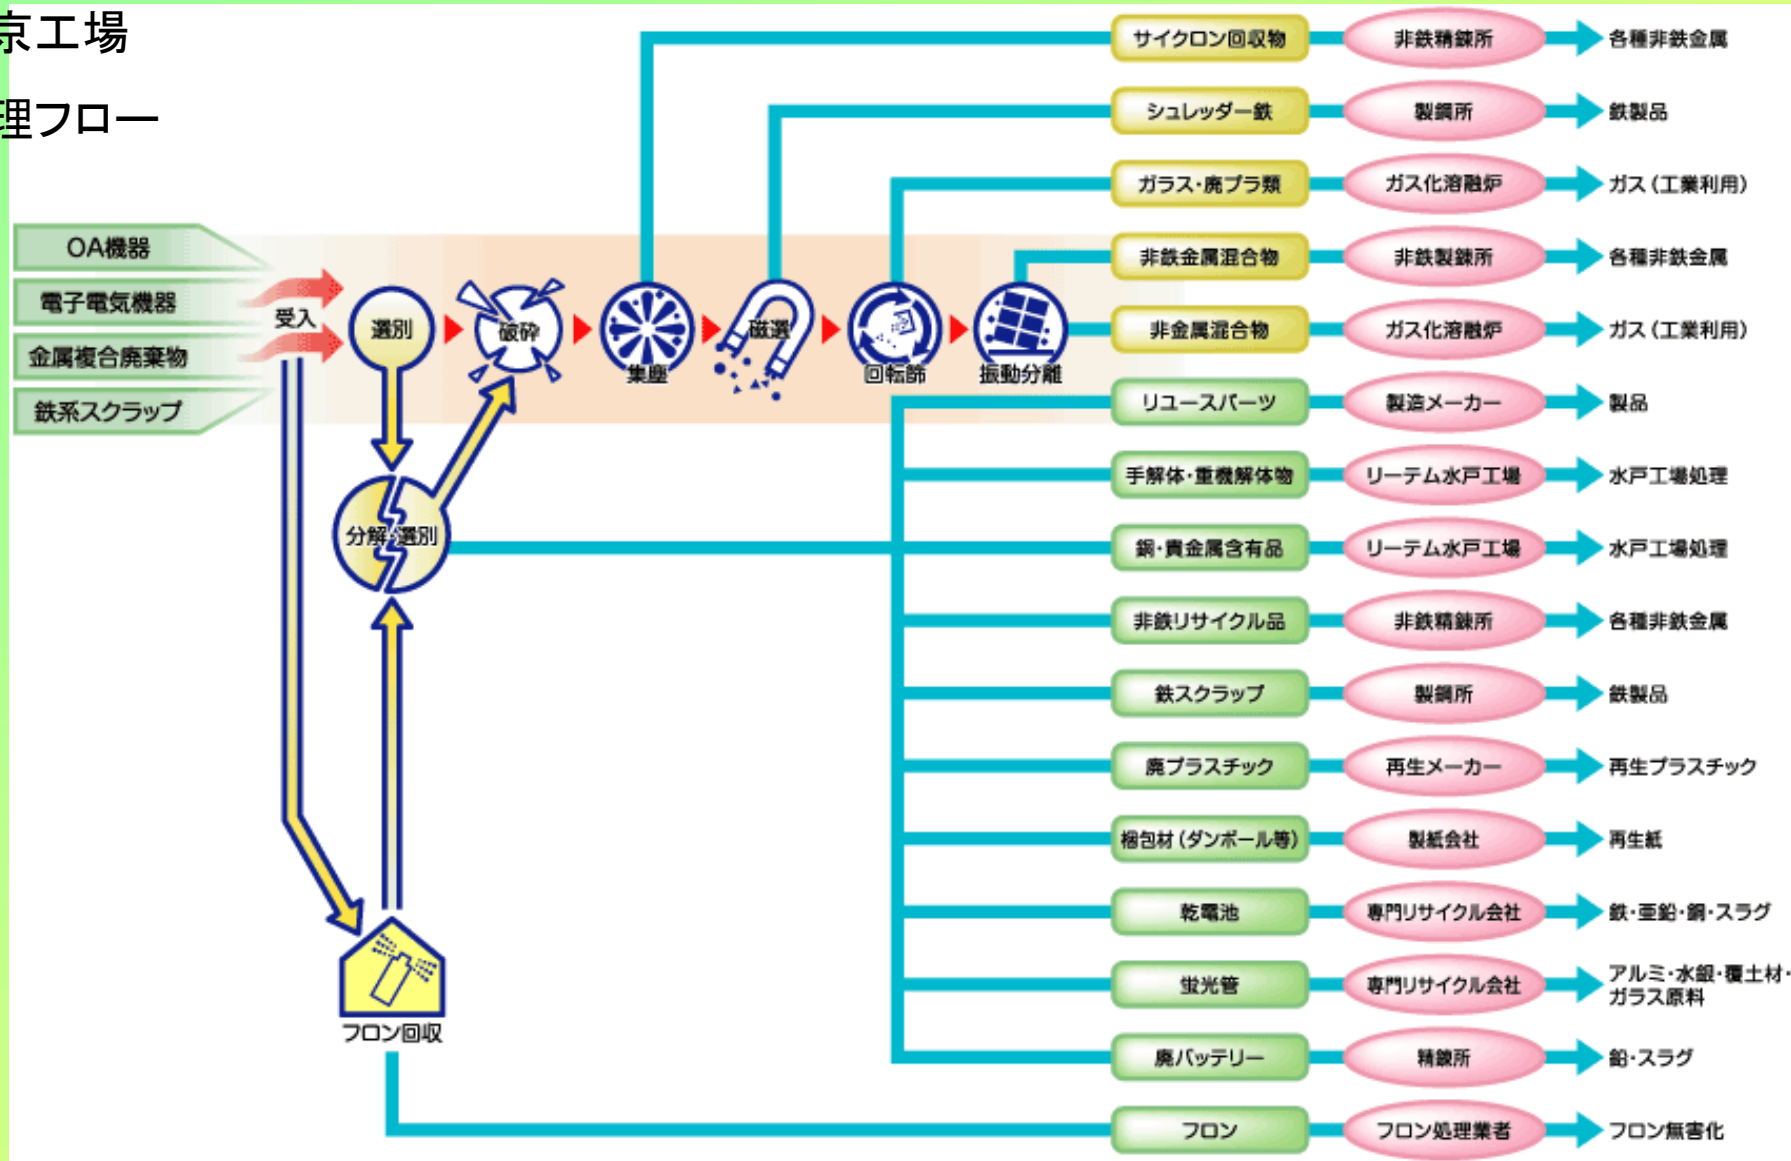 京工場
理フロー
OA機器
電子電気機器
金属複合廃棄物
鉄系スクラップ
受入
選別
破砕
集塵
磁選
回転篩
振動分離
分解・選別
フロン回収
サイクロン回収物 非鉄精錬所 各種非鉄金属
シュレッダー鉄 製鋼所 鉄製品
ガラス・廃プラ類 ガス化溶融炉 ガス（工業利用）
非鉄金属混合物 非鉄製錬所 各種非鉄金属
非金属混合物 ガス化溶融炉 ガス（工業利用）
リユースパーツ 製造メーカー 製品
手解体・重機解体物 リーテム水戸工場 水戸工場処理
銅・貴金属含有品 リーテム水戸工場 水戸工場処理
非鉄リサイクル品 非鉄精錬所 各種非鉄金属
鉄スクラップ 製鋼所 鉄製品
廃プラスチック 再生メーカー 再生プラスチック
梱包材（ダンボール等） 製紙会社 再生紙
乾電池 専門リサイクル会社 鉄・亜鉛・銅・スラグ
蛍光管 専門リサイクル会社 アルミ・水銀・覆土材・
ガラス原料
廃バッテリー 精錬所 鉛・スラグ
フロン フロン処理業者 フロン無害化